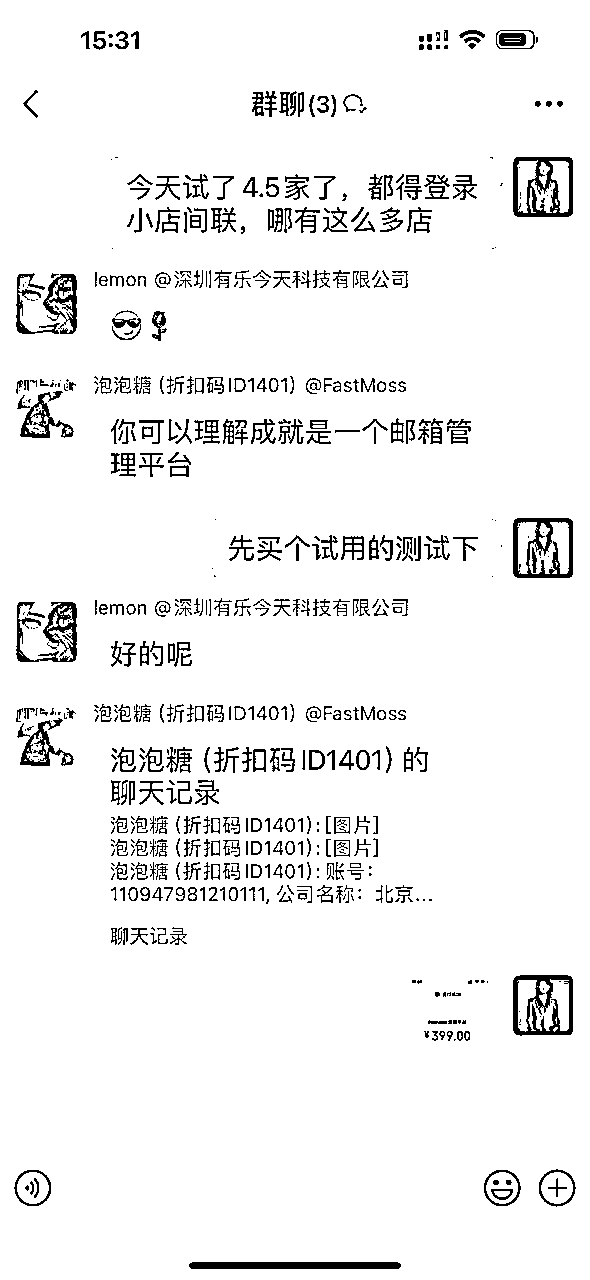 15:31
群聊(3)
今天试了4.5家了，都得登录
小店间联，哪有这么多店
lemon @深圳有乐今天科技有限公司
泡泡糖（折扣码ID1401）@FastMoss
你可以理解成就是一个邮箱管
理平台
先买个试用的测试下
lemon @深圳有乐今天科技有限公司
好的呢
泡泡糖（折扣码ID1401）@FastMoss
泡泡糖（折扣码ID1401）的
聊天记录
泡泡糖（折扣码ID1401）: [图片]
泡泡糖（折扣码ID1401）: [图片]
泡泡糖（折扣码ID1401）: 账号：
110947981210111, 公司名称：北京...
聊天记录
¥399.00